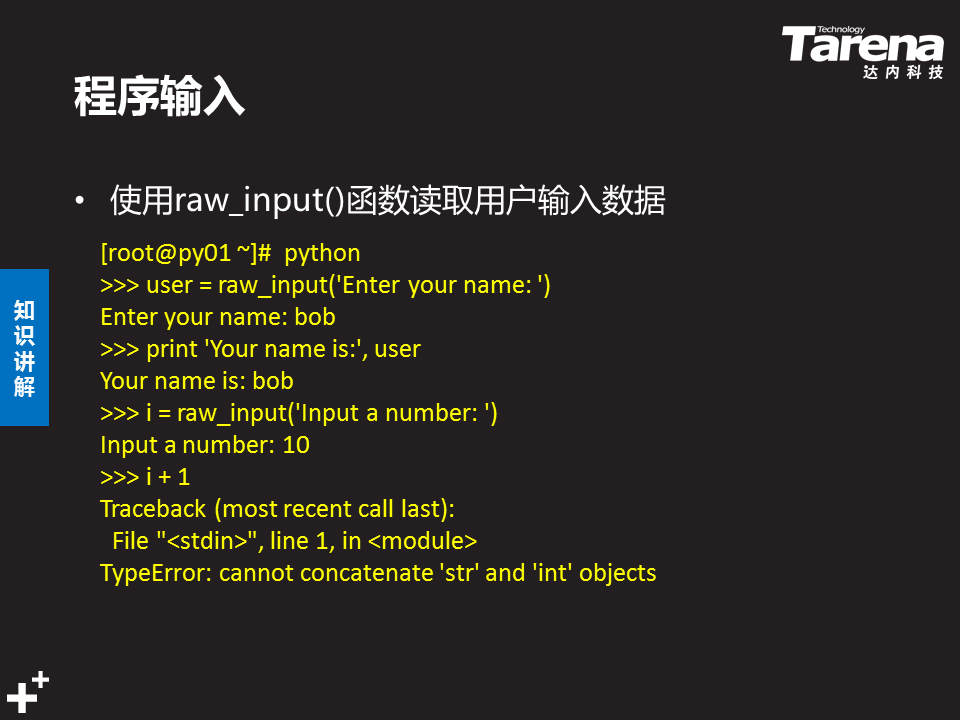 Technology
Tarena
达内科技
程序输入
• 使用raw_input()函数读取用户输入数据
[root@py01 ~]#  python
>>> user = raw_input('Enter your name: ')
Enter your name: bob
>>> print 'Your name is:', user
Your name is: bob
>>> i = raw_input('Input a number: ')
Input a number: 10
>>> i + 1
Traceback (most recent call last):
  File "<stdin>", line 1, in <module>
TypeError: cannot concatenate 'str' and 'int' objects
知识讲解